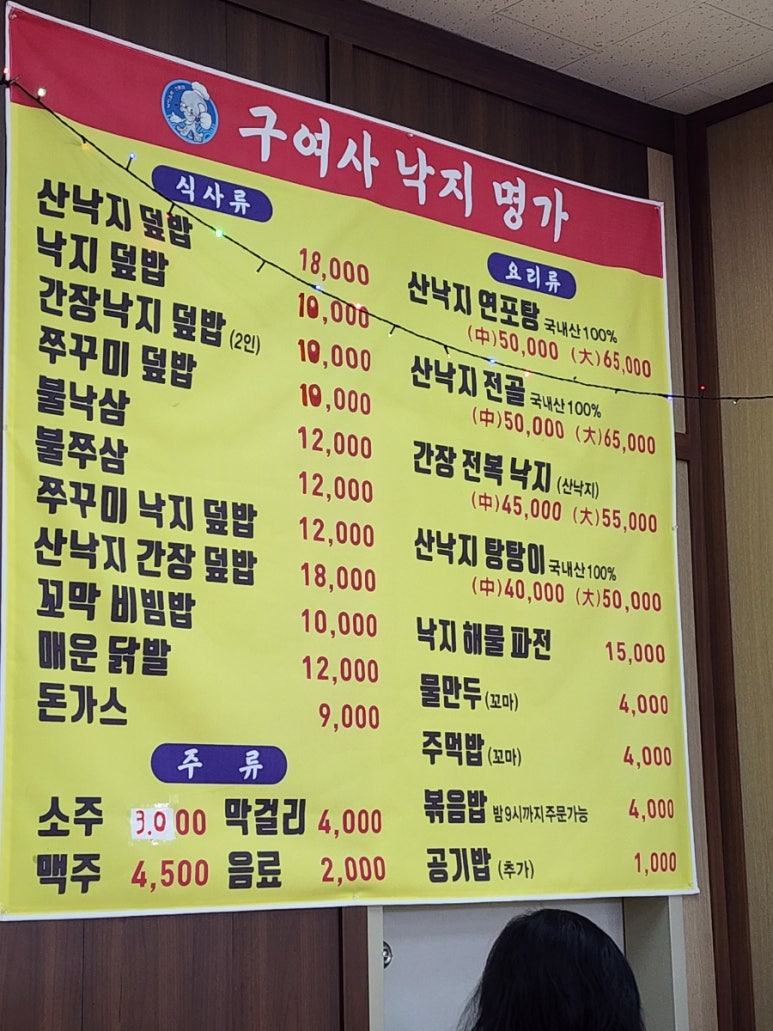 구여사 낙지 명가
식사류
산낙지 덮밥 18,000
낙지 덮밥 10,000
간장낙지 덮밥 (2인) 10,000
쭈꾸미 덮밥 10,000
불낙삼 12,000
불쭈삼 12,000
쭈꾸미 낙지 덮밥 12,000
산낙지 간장 덮밥 18,000
꼬막 비빔밥 10,000
매운 닭발 12,000
돈가스 9,000
주 류
소주 3.000 막걸리 4,000
맥주 4,500 음료 2,000
요리류
산낙지 연포탕 국내산100%
(中)50,000 (大)65,000
산낙지 전골 국내산100%
(中)50,000 (大)65,000
간장 전복 낙지 (산낙지)
(中)45,000 (大)55,000
산낙지 탕탕이 국내산100%
(中)40,000 (大)50,000
낙지 해물 파전 15,000
물만두 (꼬마) 4,000
주먹밥 (꼬마) 4,000
볶음밥 밤9시까지주문가능 4,000
공기밥 (추가) 1,000